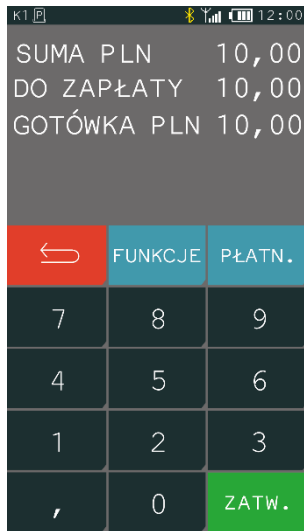 K1 P 12:00
SUMA PLN 10,00
DO ZAPŁATY 10,00
GOTÓWKA PLN 10,00
FUNKCJE PŁATN.
7 8 9
4 5 6
1 2 3
, 0 ZATW.